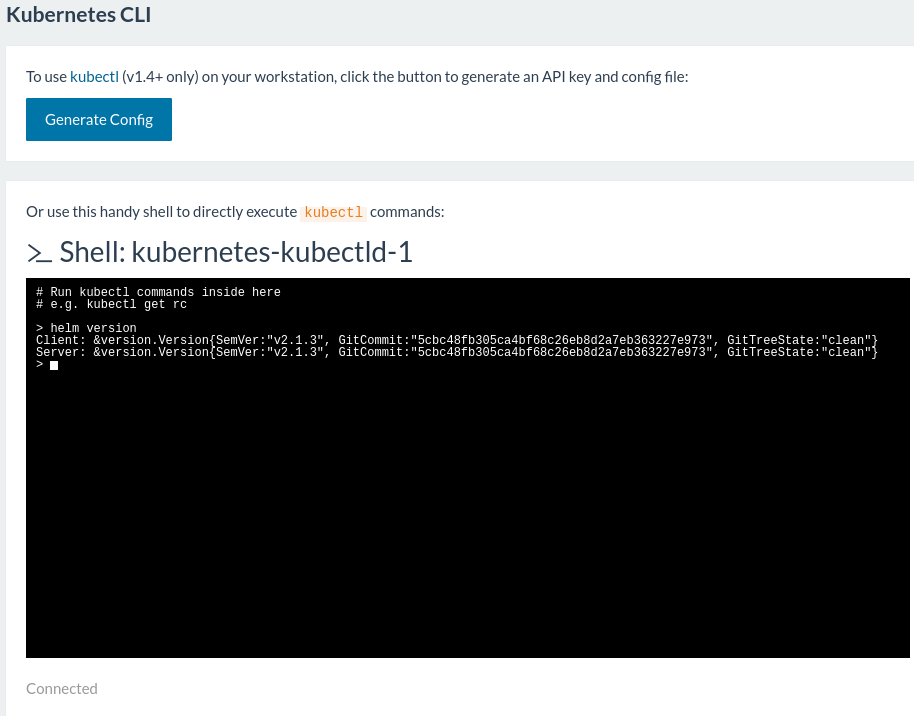 Kubernetes CLI
To use kubectl (v1.4+ only) on your workstation, click the button to generate an API key and config file:
Generate Config
Or use this handy shell to directly execute kubectl commands:
>_ Shell: kubernetes-kubectld-1
# Run kubectl commands inside here
# e.g. kubectl get rc
> helm version
Client: &version.Version{SemVer:"v2.1.3", GitCommit:"5cbc48fb305ca4bf68c26eb8d2a7eb363227e973", GitTreeState:"clean"}
Server: &version.Version{SemVer:"v2.1.3", GitCommit:"5cbc48fb305ca4bf68c26eb8d2a7eb363227e973", GitTreeState:"clean"}
>
Connected